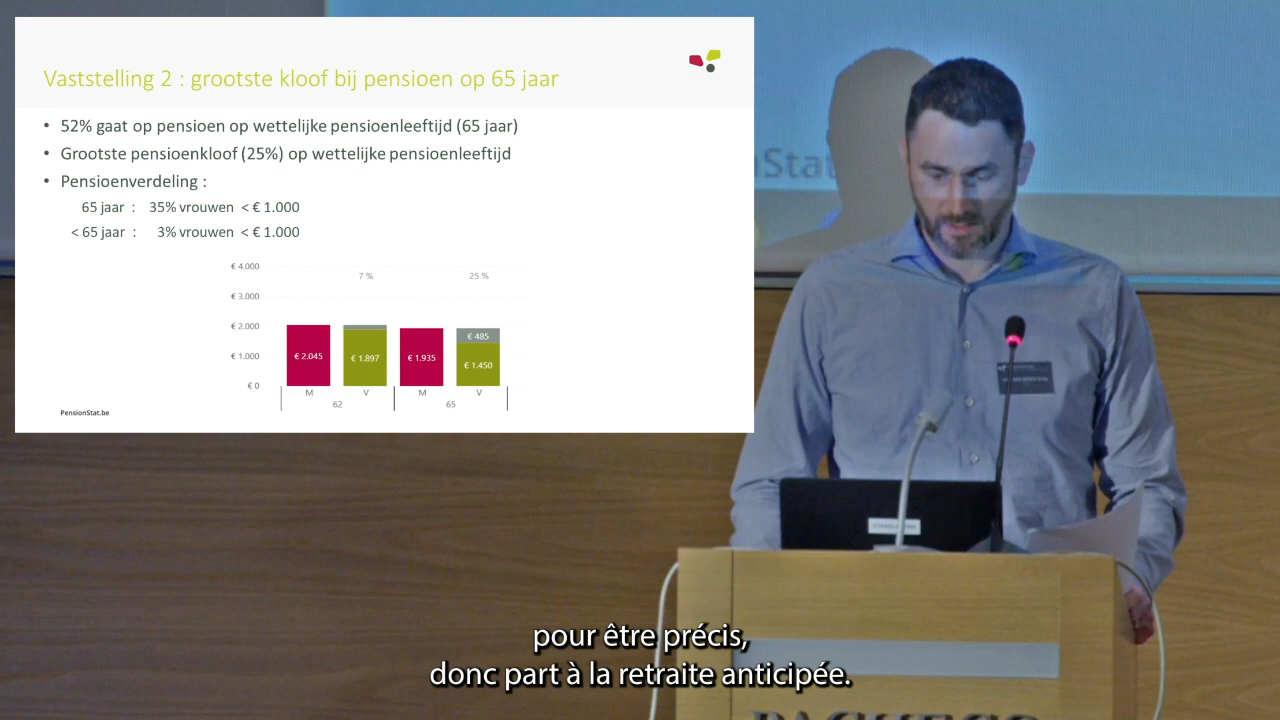 Vaststelling 2 : grootste kloof bij pensioen op 65 jaar
• 52% gaat op pensioen op wettelijke pensioenleeftijd (65 jaar)
• Grootste pensioenkloof (25%) op wettelijke pensioenleeftijd
• Pensioenverdeling :
65 jaar : 35% vrouwen < € 1.000
< 65 jaar : 3% vrouwen < € 1.000
€ 4.000
7 % 25 %
€ 3.000
€ 2.000
€ 485
€ 1.000
€ 2.045 € 1.897 € 1.935 € 1.450
€ 0
M V M V
62 65
PensionStat.be
nStat
pour être précis,
donc part à la retraite anticipée.
PACHECO